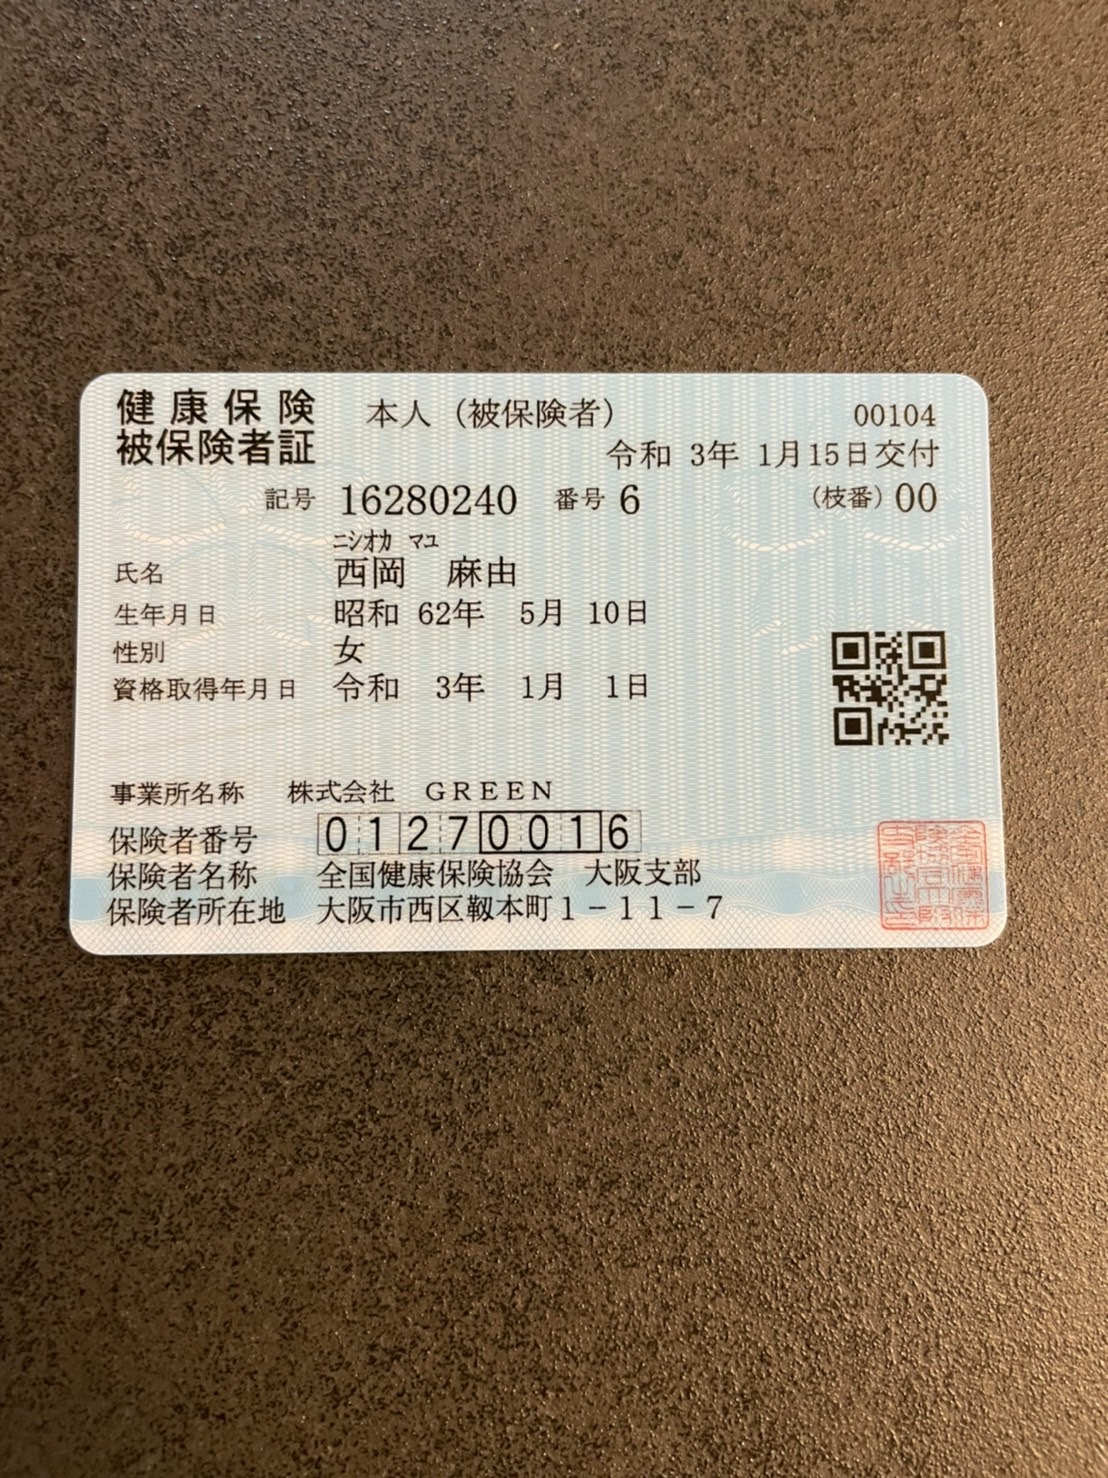 健康保険 本人（被保険者） 00104
被保険者証 令和 3年 1月15日交付
記号 16280240 番号 6 (枝番) 00
ﾆｼｵｶ ﾏﾕ
氏名 西岡 麻由
生年月日 昭和 62年 5月 10日
性別 女
資格取得年月日 令和 3年 1月 1日
事業所名称 株式会社 ＧＲＥＥＮ
保険者番号 01270016
保険者名称 全国健康保険協会 大阪支部
保険者所在地 大阪市西区靱本町１－１１－７